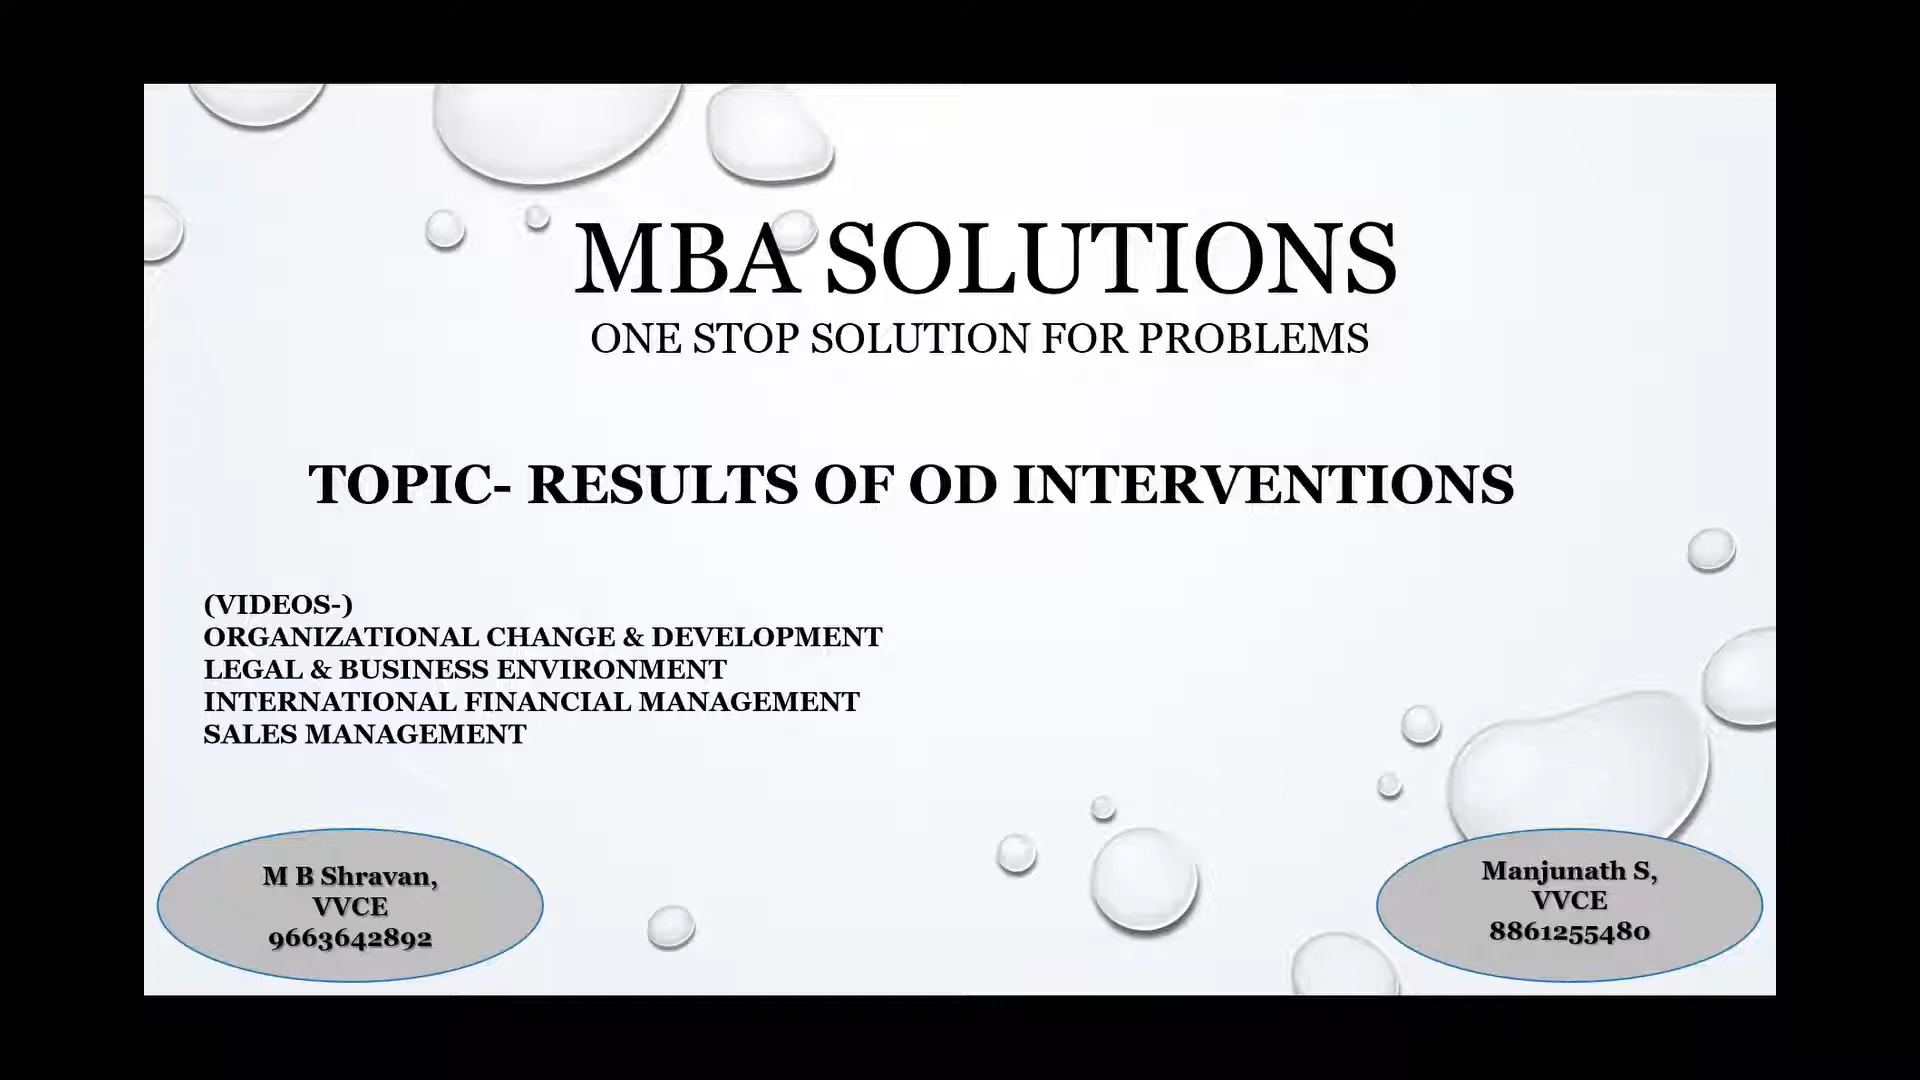 MBA SOLUTIONS
ONE STOP SOLUTION FOR PROBLEMS
TOPIC- RESULTS OF OD INTERVENTIONS
(VIDEOS-)
ORGANIZATIONAL CHANGE & DEVELOPMENT
LEGAL & BUSINESS ENVIRONMENT
INTERNATIONAL FINANCIAL MANAGEMENT
SALES MANAGEMENT
M B Shravan,
VVCE
9663642892
Manjunath S,
VVCE
8861255480